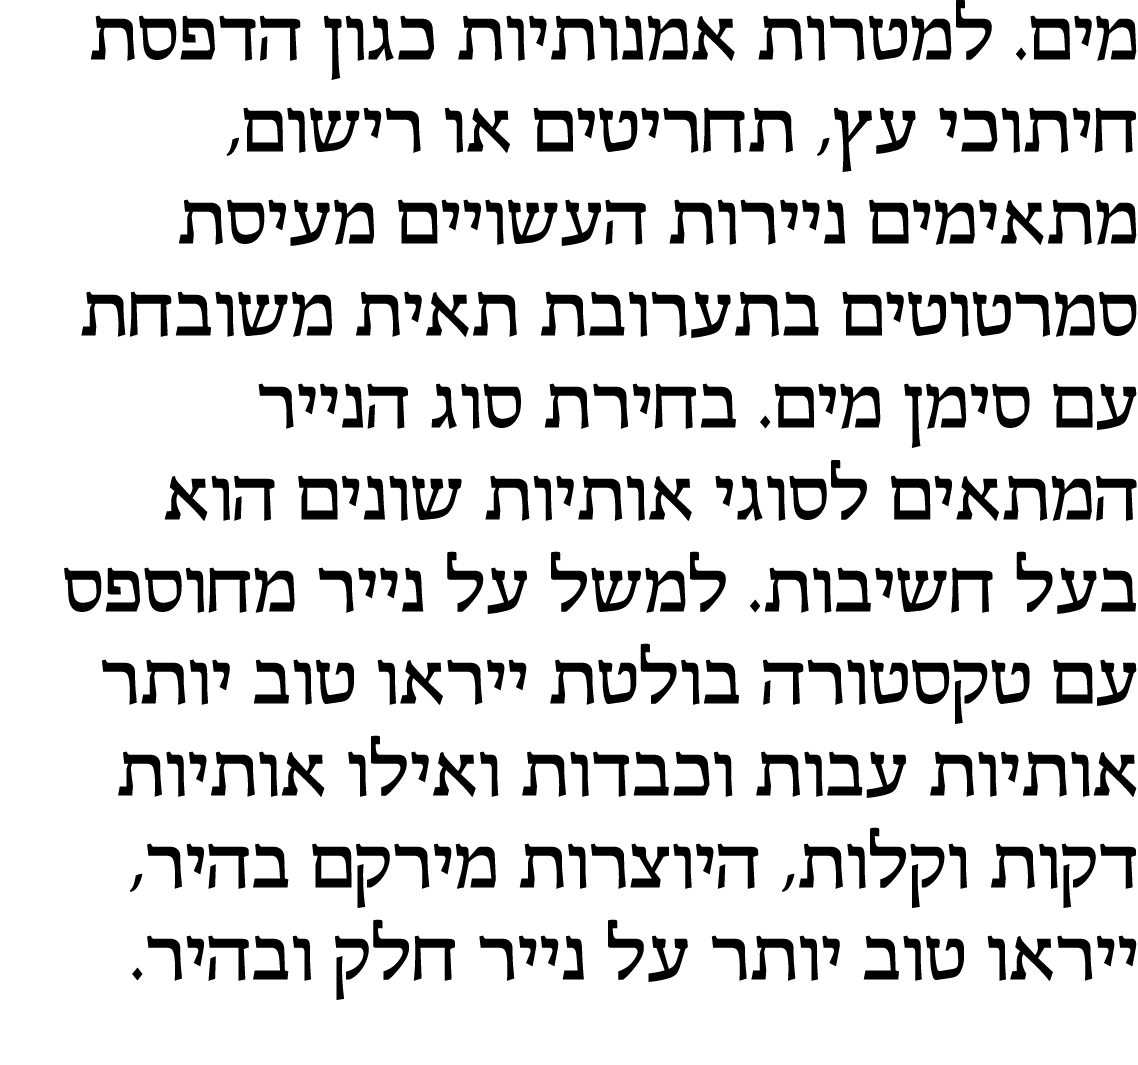 מים. למטרות אמנותיות כגון הדפסת
חיתוכי עץ, תחריטים או רישום,
מתאימים ניירות העשויים מעיסת
סמרטוטים בתערובת תאית משובחת
עם סימן מים. בחירת סוג הנייר
המתאים לסוגי אותיות שונים הוא
בעל חשיבות. למשל על נייר מחוספס
עם טקסטורה בולטת ייראו טוב יותר
אותיות עבות וכבדות ואילו אותיות
דקות וקלות, היוצרות מירקם בהיר,
ייראו טוב יותר על נייר חלק ובהיר.